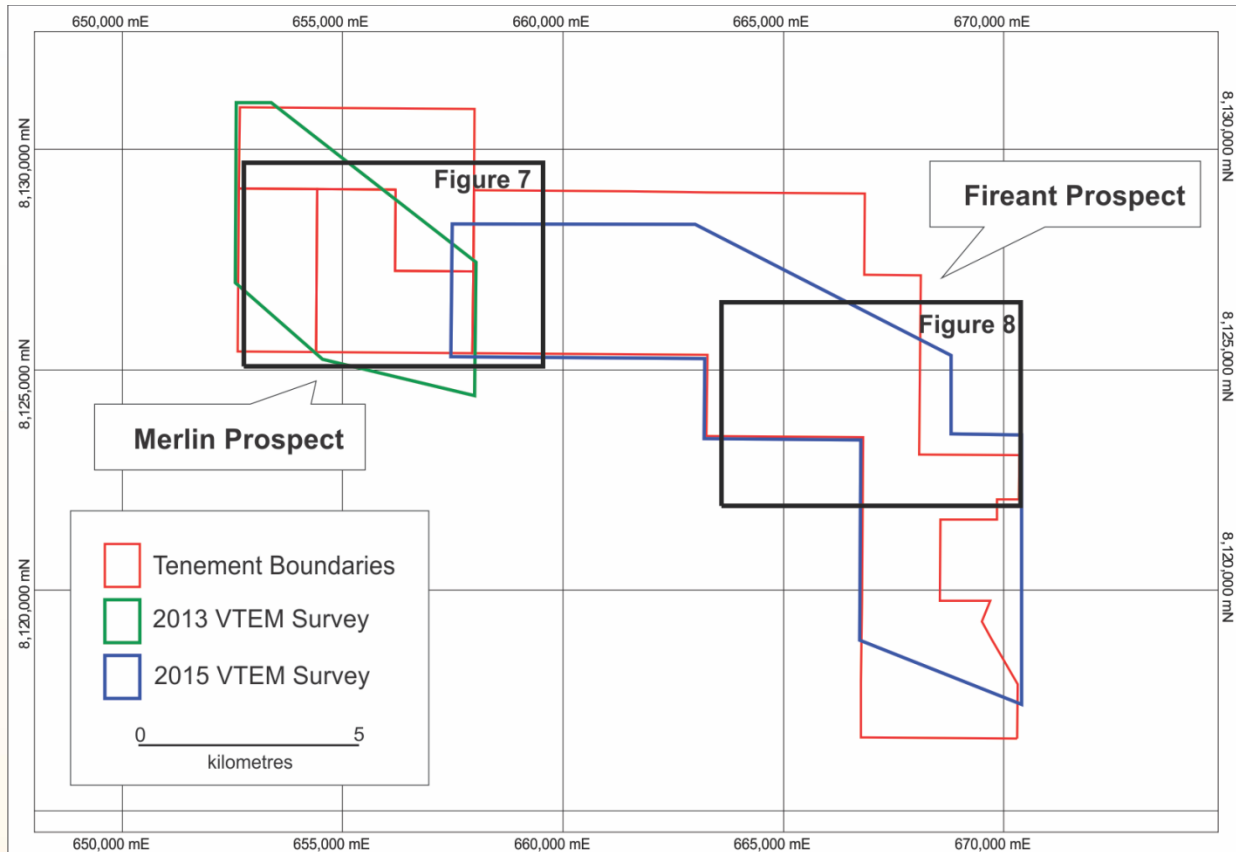 650,000 mE
655,000 mE
660,000 mE
665,000 mE
670,000 mE
8,130,000 mN
8,130,000 mN
Figure 7
Fireant Prospect
Figure 8
8,125,000 mN
8,125,000 mN
Merlin Prospect
Tenement Boundaries
2013 VTEM Survey
2015 VTEM Survey
8,120,000 mN
8,120,000 mN
0 5
kilometres
650,000 mE
655,000 mE
660,000 mE
665,000 mE
670,000 mE